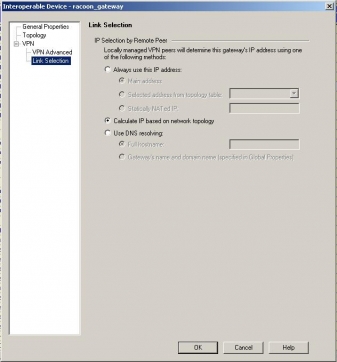 Interoperable Device - racoon_gateway
General Properties
Topology
VPN
VPN Advanced
Link Selection
Link Selection
IP Selection by Remote Peer
Locally managed VPN peers will determine this gateway's IP address using one
of the following methods:
Always use this IP address:
Main address
Selected address from topology table:
Statically NATed IP:
Calculate IP based on network topology
Use DNS resolving:
Full hostname:
Gateway's name and domain name (specified in Global Properties)
OK
Cancel
Help